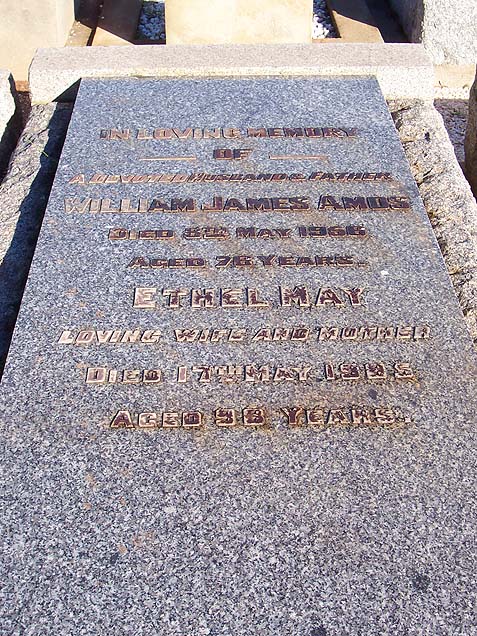 IN LOVING MEMORY
OF
A DEVOTED HUSBAND & FATHER
WILLIAM JAMES AMOS
DIED 8TH MAY 1966
AGED 78 YEARS.
ETHEL MAY
LOVING WIFE AND MOTHER
DIED 17TH MAY
AGED 98 YEARS.